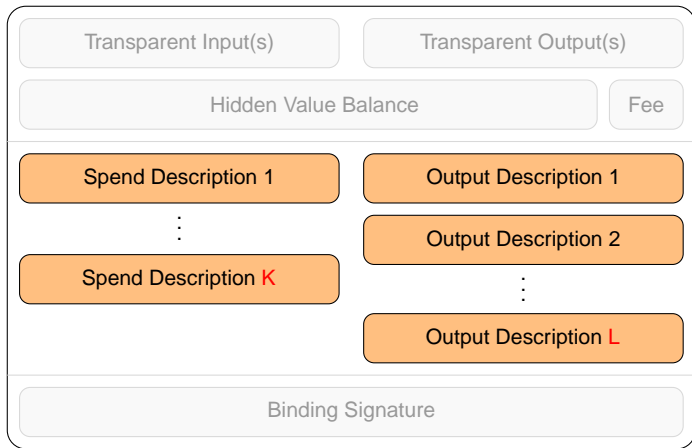 Transparent Input(s) Transparent Output(s)
Hidden Value Balance Fee
Spend Description 1 Output Description 1
⋮ Output Description 2
Spend Description K ⋮
Output Description L
Binding Signature